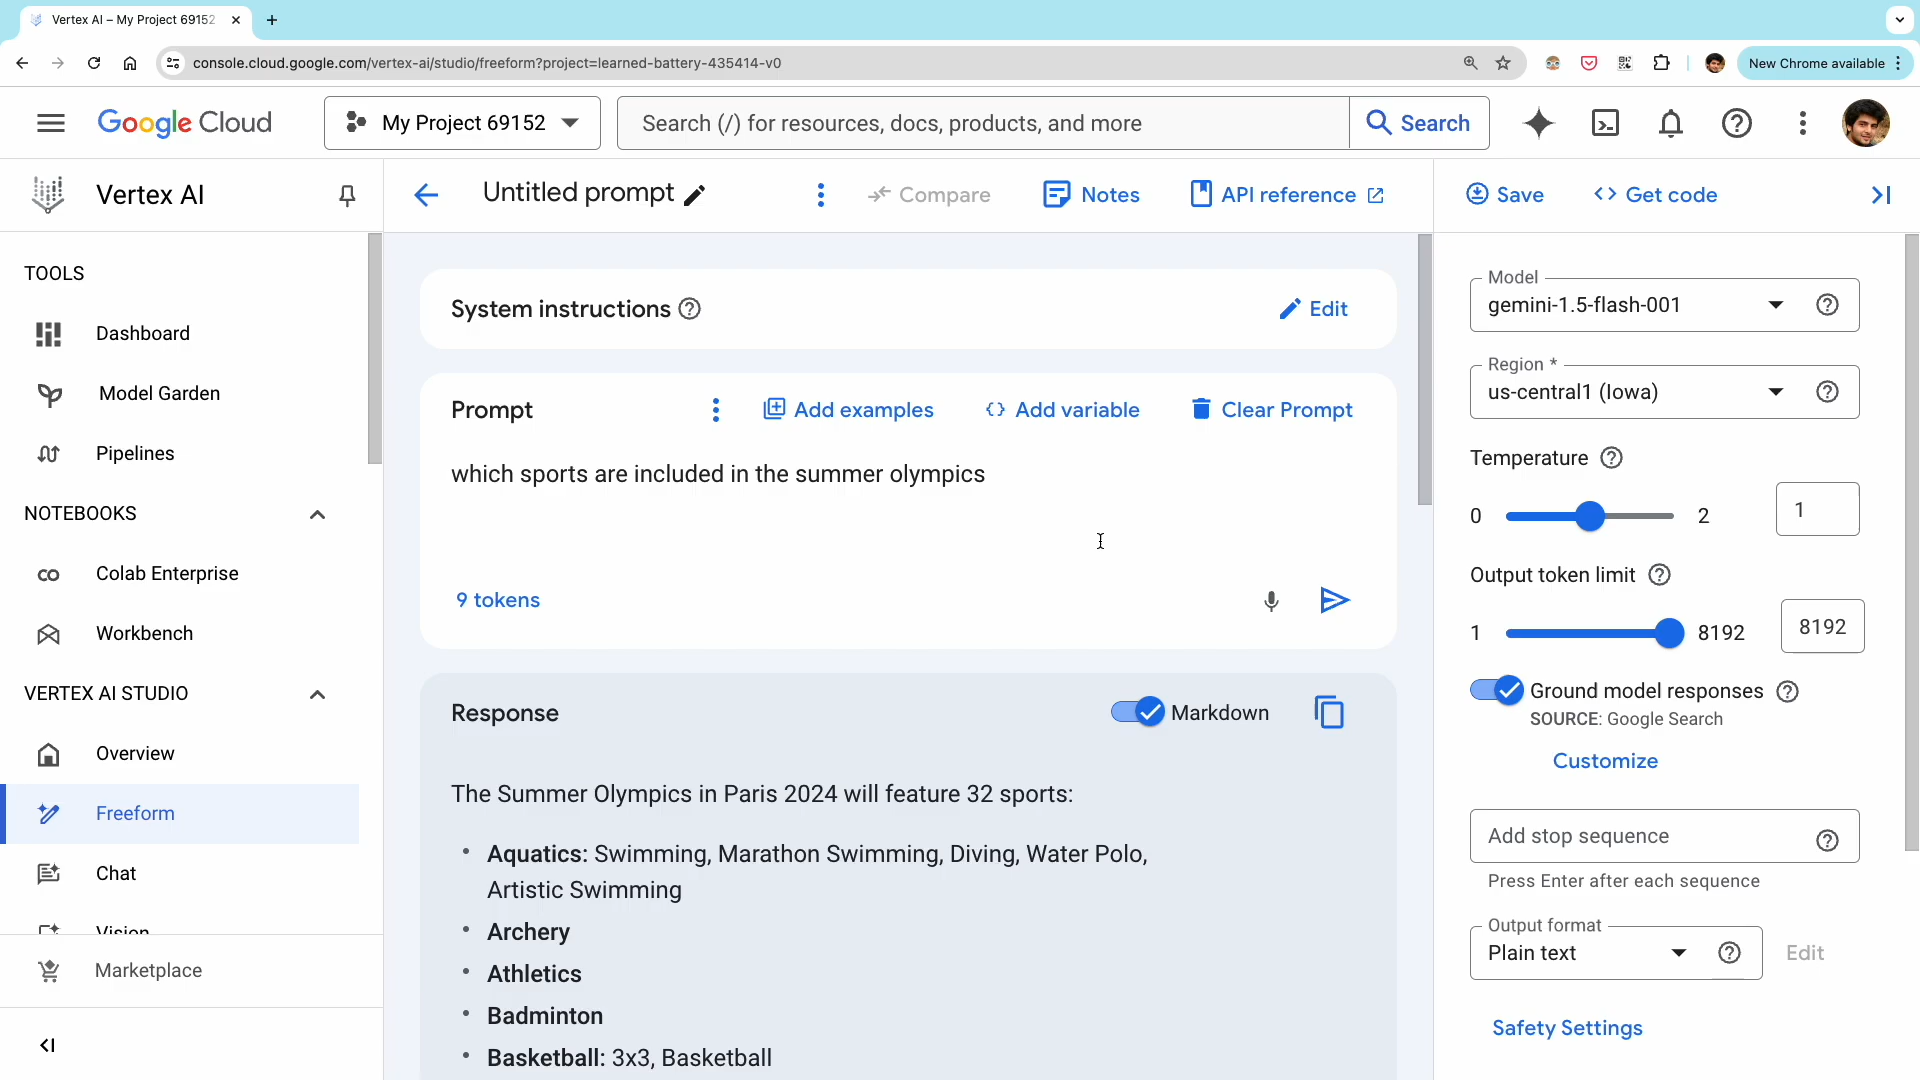 Vertex AI – My Project 69152
console.cloud.google.com/vertex-ai/studio/freeform?project=learned-battery-435414-v0
New Chrome available
Google Cloud
My Project 69152
Search (/) for resources, docs, products, and more
Search
Vertex AI
Untitled prompt
Compare
Notes
API reference
Save
Get code
TOOLS
Dashboard
Model Garden
Pipelines
NOTEBOOKS
Colab Enterprise
Workbench
VERTEX AI STUDIO
Overview
Freeform
Chat
Vision
Marketplace
System instructions
Edit
Prompt
Add examples
Add variable
Clear Prompt
which sports are included in the summer olympics
9 tokens
Response
Markdown
The Summer Olympics in Paris 2024 will feature 32 sports:
• Aquatics: Swimming, Marathon Swimming, Diving, Water Polo,
Artistic Swimming
• Archery
• Athletics
• Badminton
• Basketball: 3x3, Basketball
Model
gemini-1.5-flash-001
Region *
us-central1 (Iowa)
Temperature
0 2 1
Output token limit
1 8192 8192
Ground model responses
SOURCE: Google Search
Customize
Add stop sequence
Press Enter after each sequence
Output format
Plain text
Edit
Safety Settings